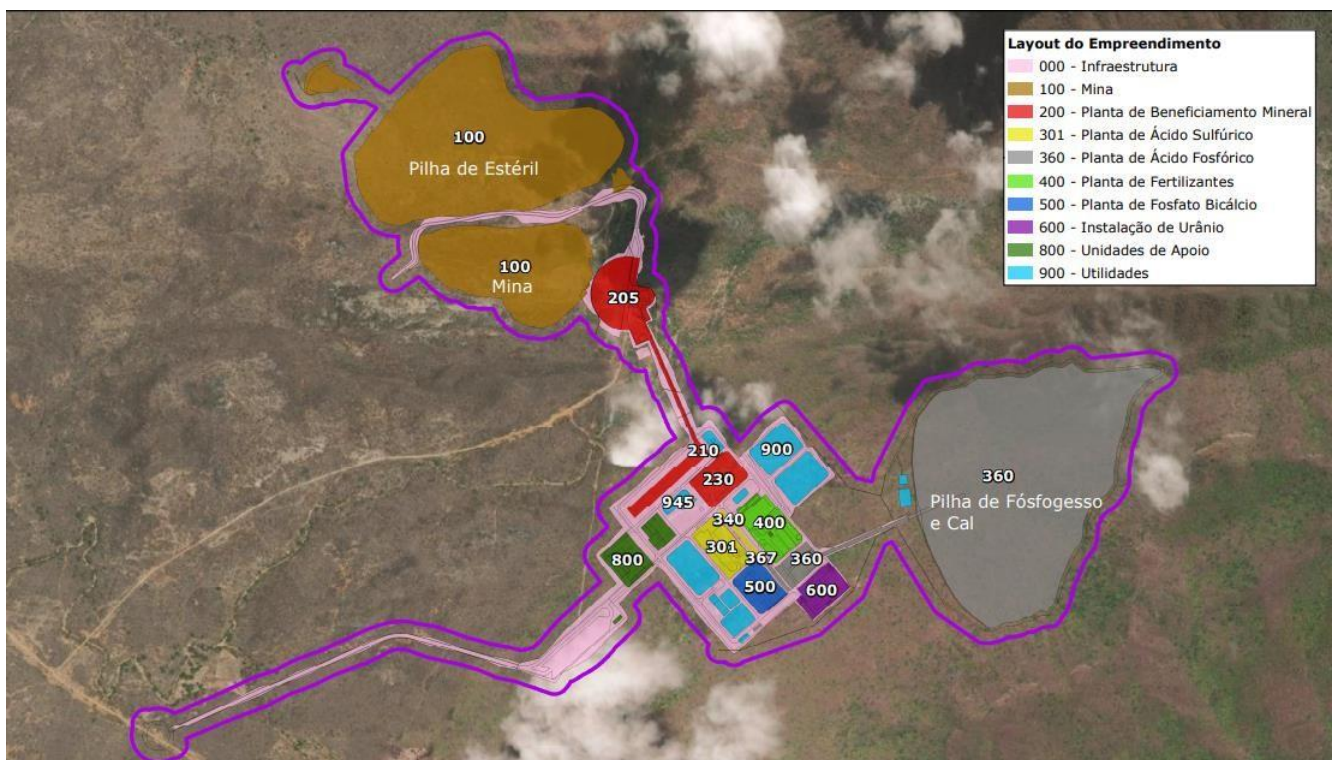 Layout do Empreendimento
000 - Infraestrutura
100 - Mina
200 - Planta de Beneficiamento Mineral
301 - Planta de Ácido Sulfúrico
360 - Planta de Ácido Fosfórico
400 - Planta de Fertilizantes
500 - Planta de Fosfato Bicálcio
600 - Instalação de Urânio
800 - Unidades de Apoio
900 - Utilidades
100
Pilha de Estéril
100
Mina
205
210
900
230
945
340
400
301
367
360
800
500
600
360
Pilha de Fósfogesso
e Cal